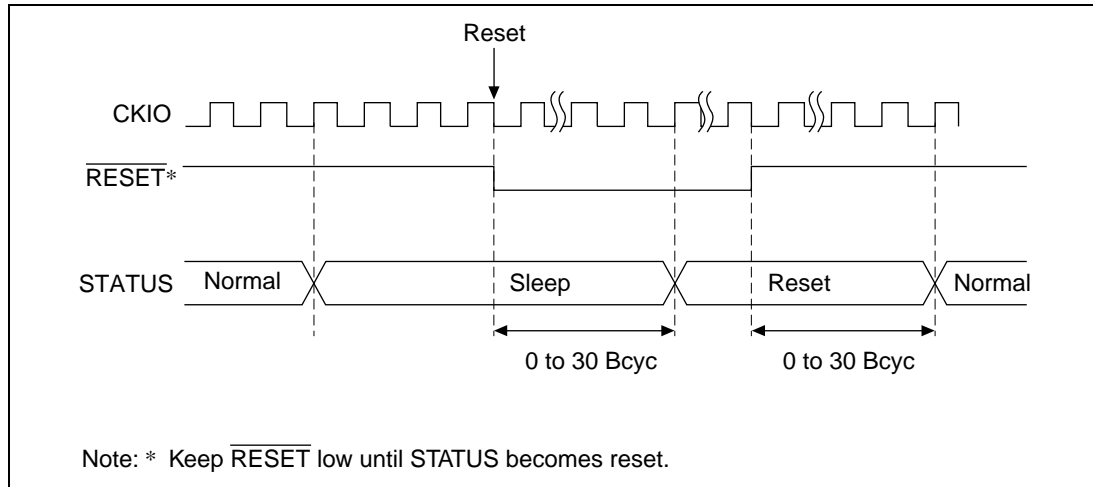 Reset
CKIO
RESET*
STATUS Normal Sleep Reset Normal
0 to 30 Bcyc 0 to 30 Bcyc
Note: * Keep RESET low until STATUS becomes reset.